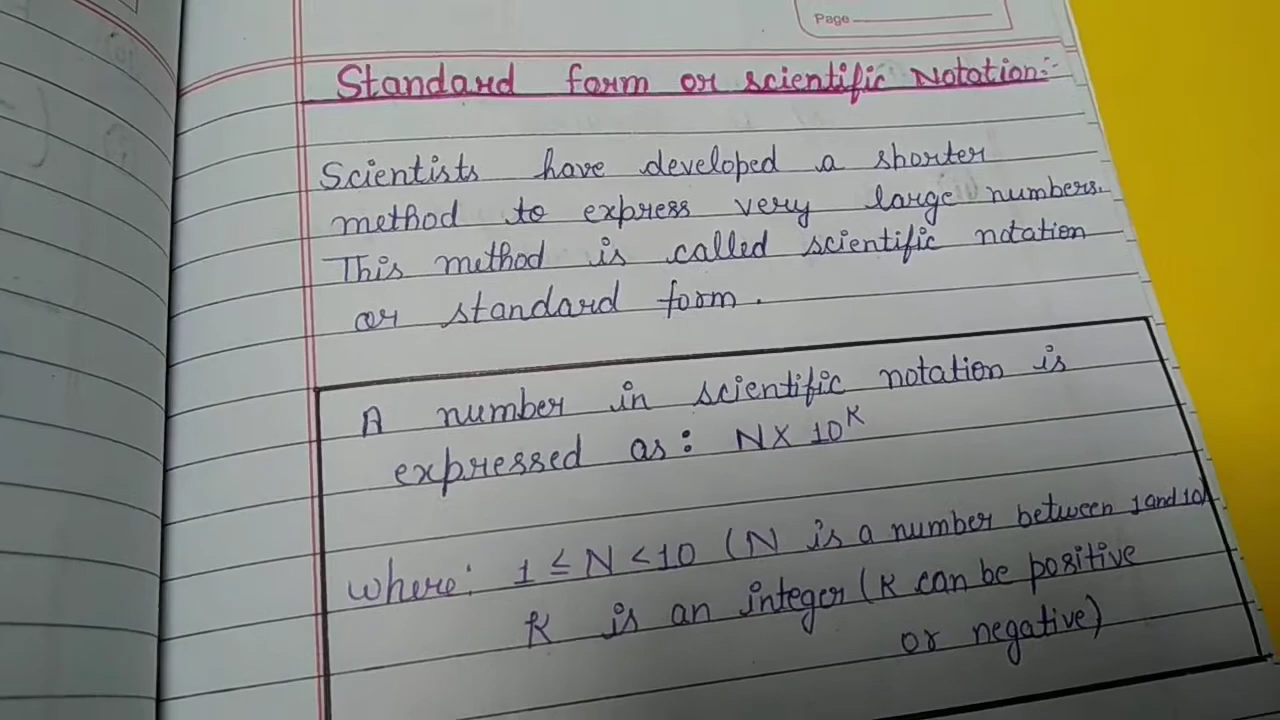 Page
Standard form or scientific Notation:-
Scientists have developed a shorter
method to express very large numbers.
This method is called scientific notation
or standard form.
A number in scientific notation is
expressed as: N X 10^K
where: 1 ≤ N < 10 (N is a number between 1 and 10)
K is an integer (K can be positive
or negative)